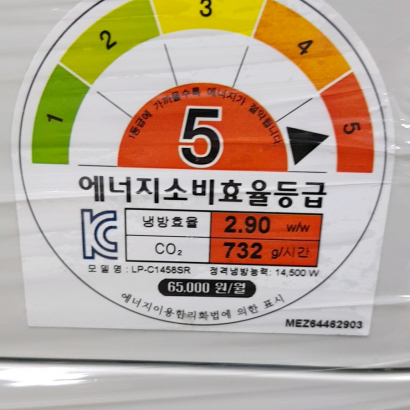 1 2 3 4 5
1등급에 가까울수록 에너지가 절약됩니다.
5
에너지소비효율등급
냉방효율 2.90 w/w
CO₂ 732 g/시간
모델명 : LP-C1458SR 정격냉방능력: 14,500 W
65.000 원/월
에너지이용합리화법에 의한 표시
MEZ64462903